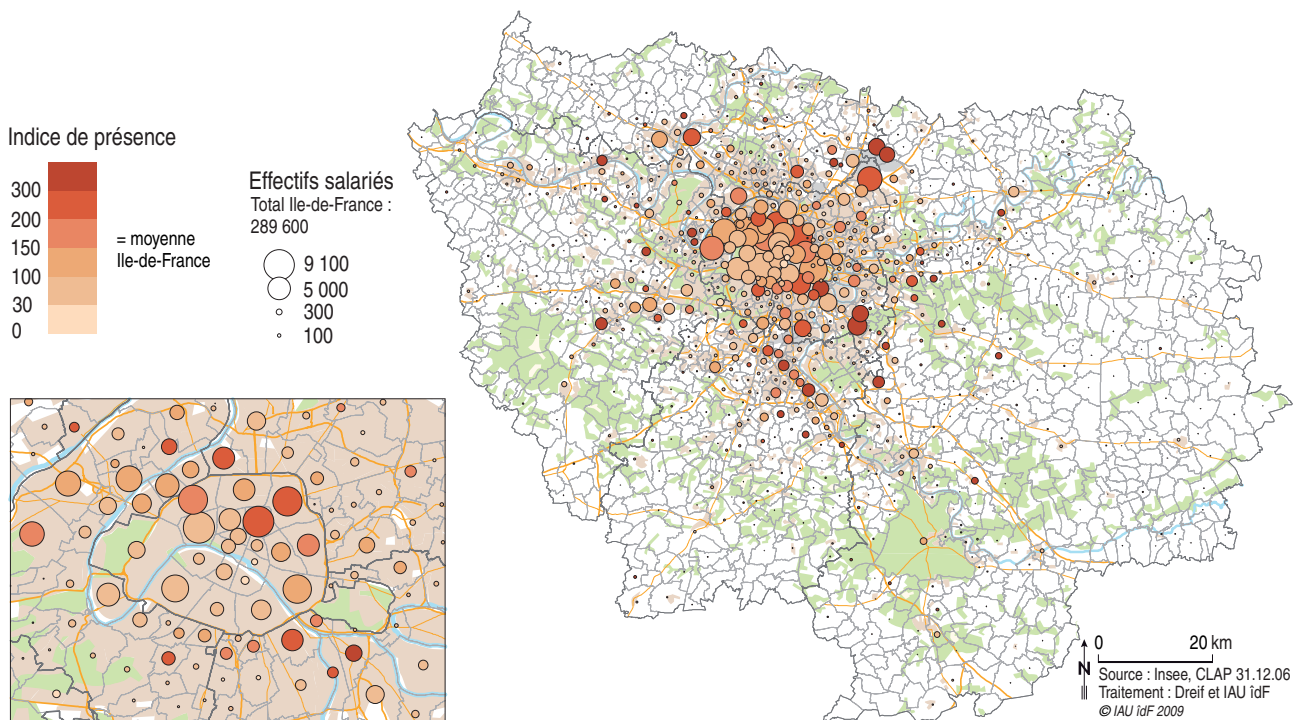 Indice de présence
300
200
150
100
30
0
= moyenne
Ile-de-France
Effectifs salariés
Total Ile-de-France :
289 600
9 100
5 000
300
100
0 20 km
N
Source : Insee, CLAP 31.12.06
Traitement : Dreif et IAU îdF
© IAU îdF 2009